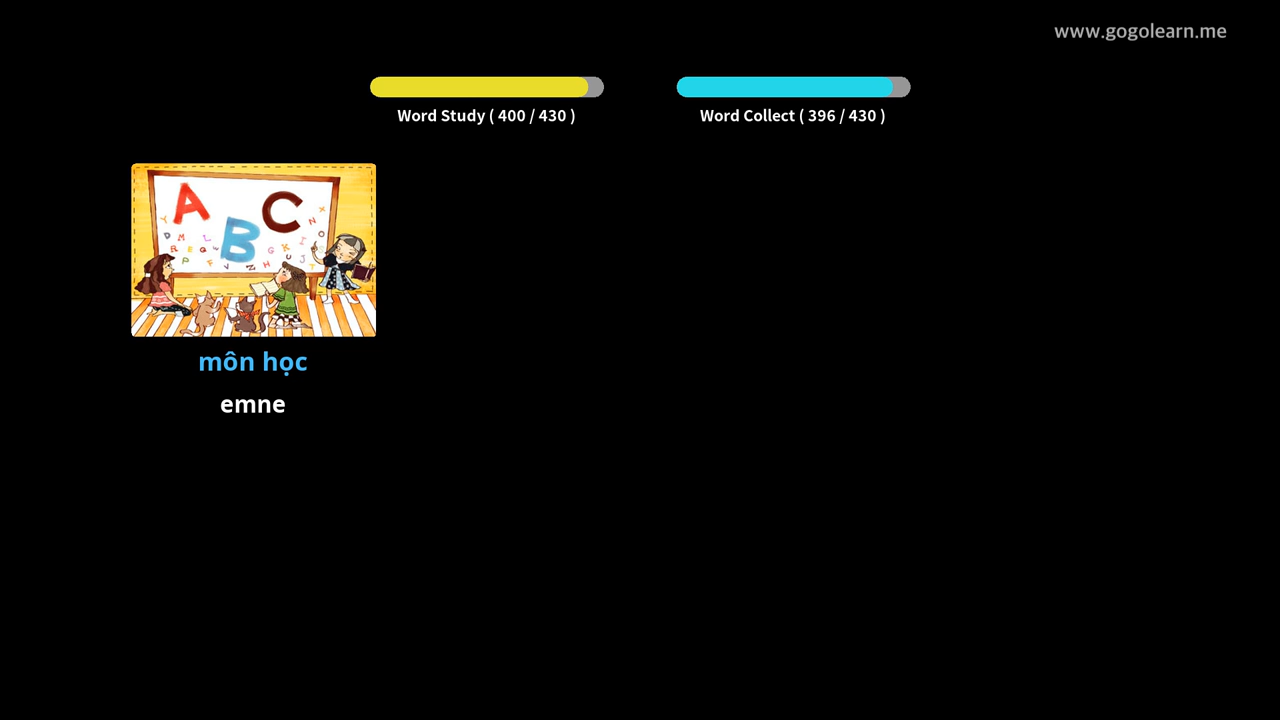 www.gogolearn.me
Word Study ( 400 / 430 )
Word Collect ( 396 / 430 )
A
B
C
môn học
emne